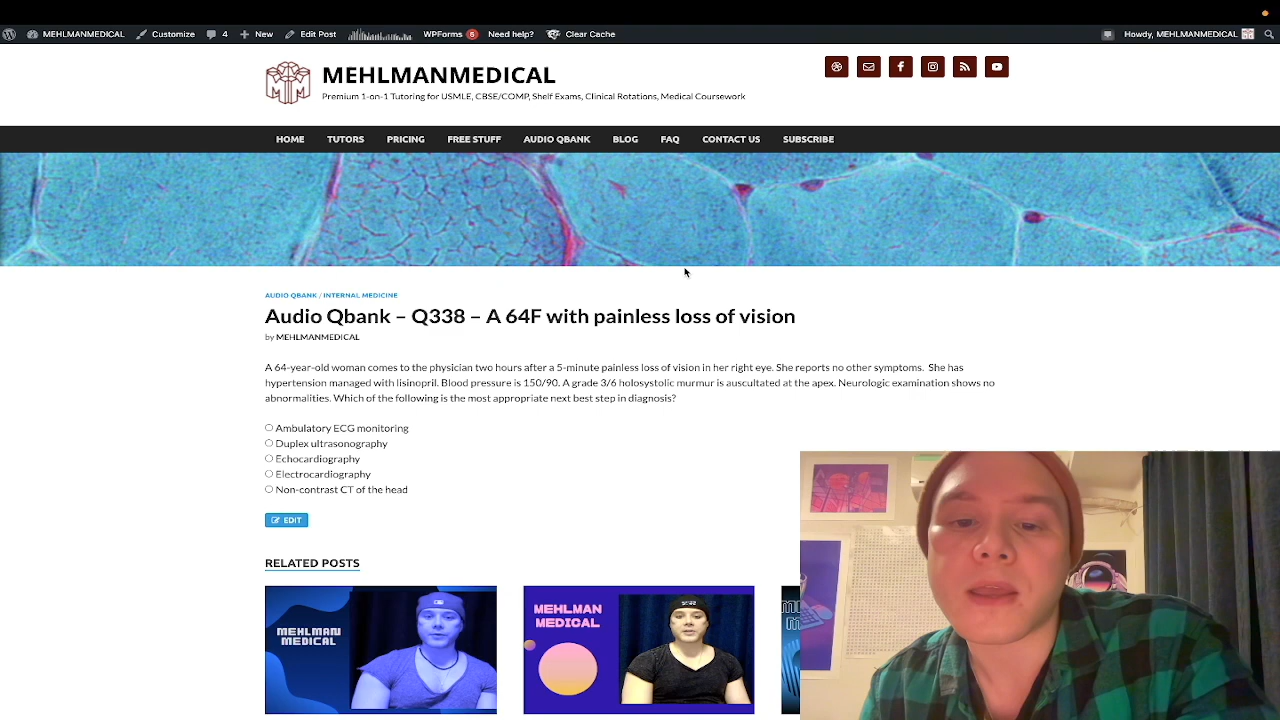 MEHLMANMEDICAL Customize 4 New Edit Post WPForms 5 Need help? Clear Cache Howdy, MEHLMANMEDICAL
MEHLMANMEDICAL
Premium 1-on-1 Tutoring for USMLE, CBSE/COMP, Shelf Exams, Clinical Rotations, Medical Coursework
HOME TUTORS PRICING FREE STUFF AUDIO QBANK BLOG FAQ CONTACT US SUBSCRIBE
AUDIO QBANK / INTERNAL MEDICINE
Audio Qbank – Q338 – A 64F with painless loss of vision
by MEHLMANMEDICAL
A 64-year-old woman comes to the physician two hours after a 5-minute painless loss of vision in her right eye. She reports no other symptoms. She has
hypertension managed with lisinopril. Blood pressure is 150/90. A grade 3/6 holosystolic murmur is auscultated at the apex. Neurologic examination shows no
abnormalities. Which of the following is the most appropriate next best step in diagnosis?
Ambulatory ECG monitoring
Duplex ultrasonography
Echocardiography
Electrocardiography
Non-contrast CT of the head
EDIT
RELATED POSTS
MEHLMAN
MEDICAL
MEHLMAN
MEDICAL